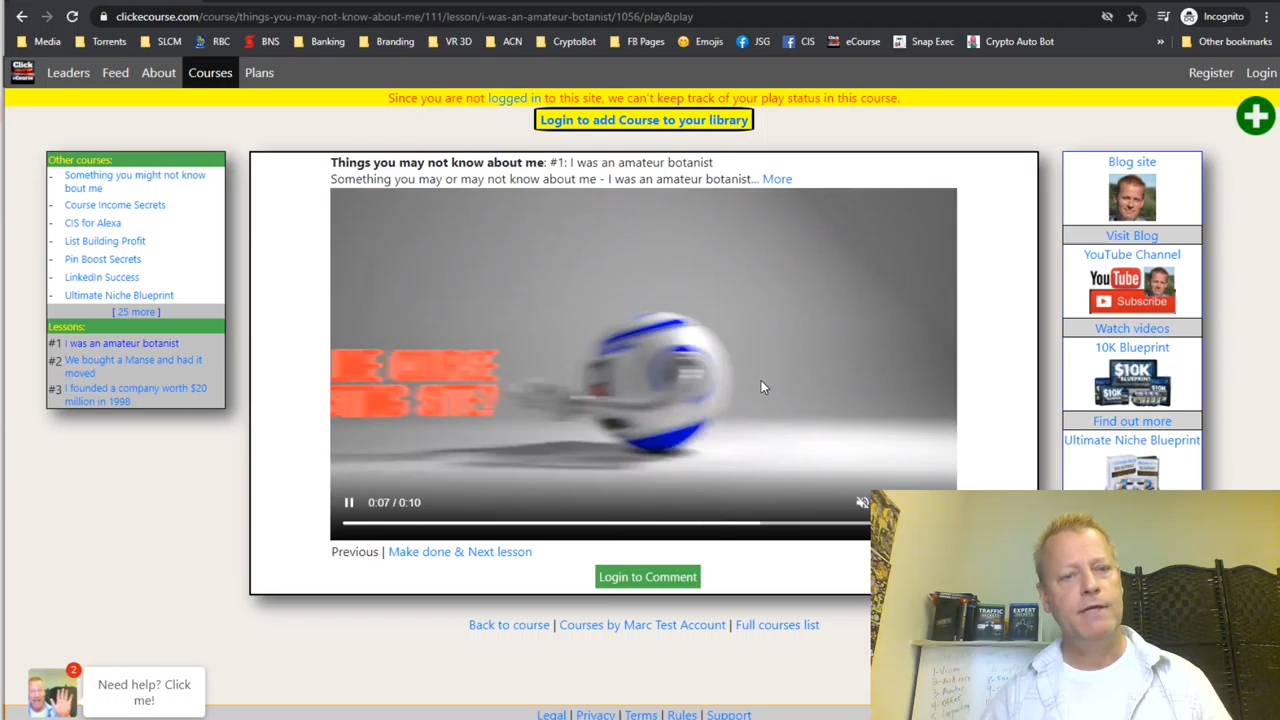 clickecourse.com/course/things-you-may-not-know-about-me/111/lesson/i-was-an-amateur-botanist/1056/play&play
Incognito
Media Torrents SLCM RBC BNS Banking Branding VR 3D ACN CryptoBot FB Pages Emojis JSG CIS eCourse Snap Exec Crypto Auto Bot » Other bookmarks
Click eCourse Leaders Feed About Courses Plans Register Login
Since you are not logged in to this site, we can't keep track of your play status in this course.
Login to add Course to your library
Other courses:
- Something you might not know bout me
- Course Income Secrets
- CIS for Alexa
- List Building Profit
- Pin Boost Secrets
- LinkedIn Success
- Ultimate Niche Blueprint
[ 25 more ]
Lessons:
#1 I was an amateur botanist
#2 We bought a Manse and had it moved
#3 I founded a company worth $20 million in 1998
Things you may not know about me: #1: I was an amateur botanist
Something you may or may not know about me - I was an amateur botanist... More
0:07 / 0:10
Previous | Make done & Next lesson
Login to Comment
Back to course | Courses by Marc Test Account | Full courses list
Blog site
Visit Blog
YouTube Channel
YouTube
Subscribe
Watch videos
10K Blueprint
$10K
Find out more
Ultimate Niche Blueprint
TRAFFIC SECRETS
EXPERT SECRETS
2
Need help? Click me!
Legal | Privacy | Terms | Rules | Support